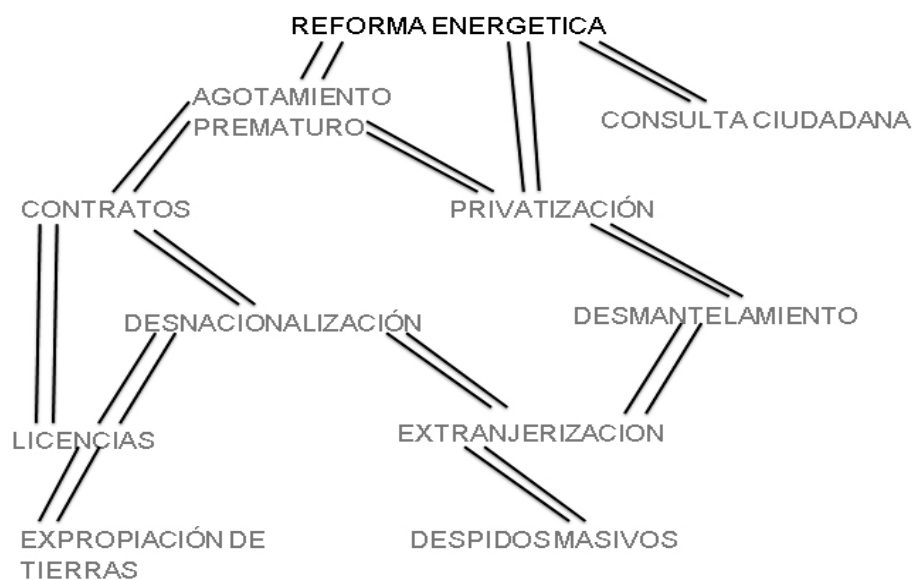 REFORMA ENERGETICA
AGOTAMIENTO
PREMATURO
CONSULTA CIUDADANA
CONTRATOS
PRIVATIZACIÓN
DESNACIONALIZACIÓN
DESMANTELAMIENTO
LICENCIAS
EXTRANJERIZACION
EXPROPIACIÓN DE
TIERRAS
DESPIDOS MASIVOS